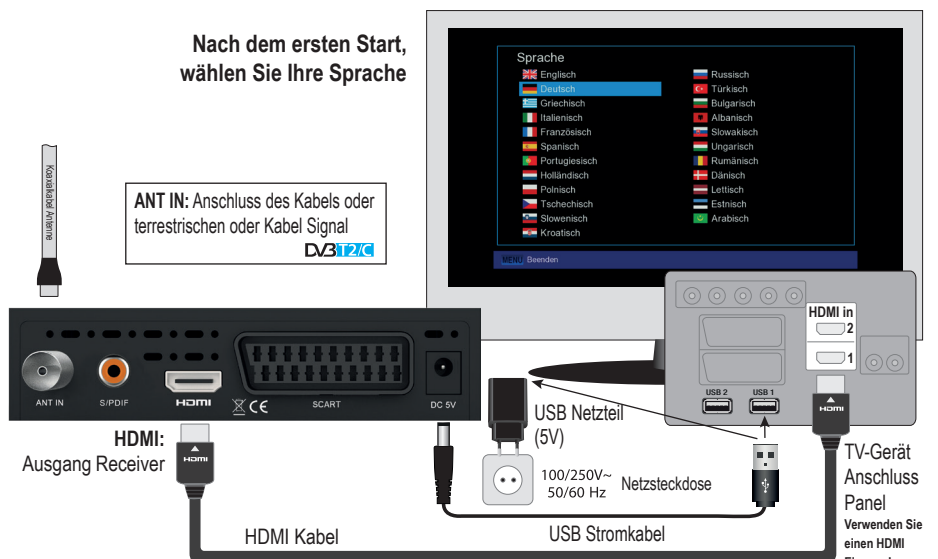 Nach dem ersten Start,
wählen Sie Ihre Sprache
Sprache
Englisch
Deutsch
Griechisch
Italienisch
Französisch
Spanisch
Portugiesisch
Holländisch
Polnisch
Tschechisch
Slowenisch
Kroatisch
Russisch
Türkisch
Bulgarisch
Albanisch
Slowakisch
Ungarisch
Rumänisch
Dänisch
Lettisch
Estnisch
Arabisch
MENU Beenden
Koaxialkabel Antenne
ANT IN: Anschluss des Kabels oder
terrestrischen oder Kabel Signal
DVB T2/C
HDMI in
2
1
USB 2
USB 1
HDMI
ANT IN
S/PDIF
HDMI
CE
SCART
DC 5V
HDMI:
Ausgang Receiver
HDMI
USB Netzteil
(5V)
100/250V~
50/60 Hz
Netzsteckdose
TV-Gerät
Anschluss
Panel
Verwenden Sie
einen HDMI
HDMI Kabel
USB Stromkabel